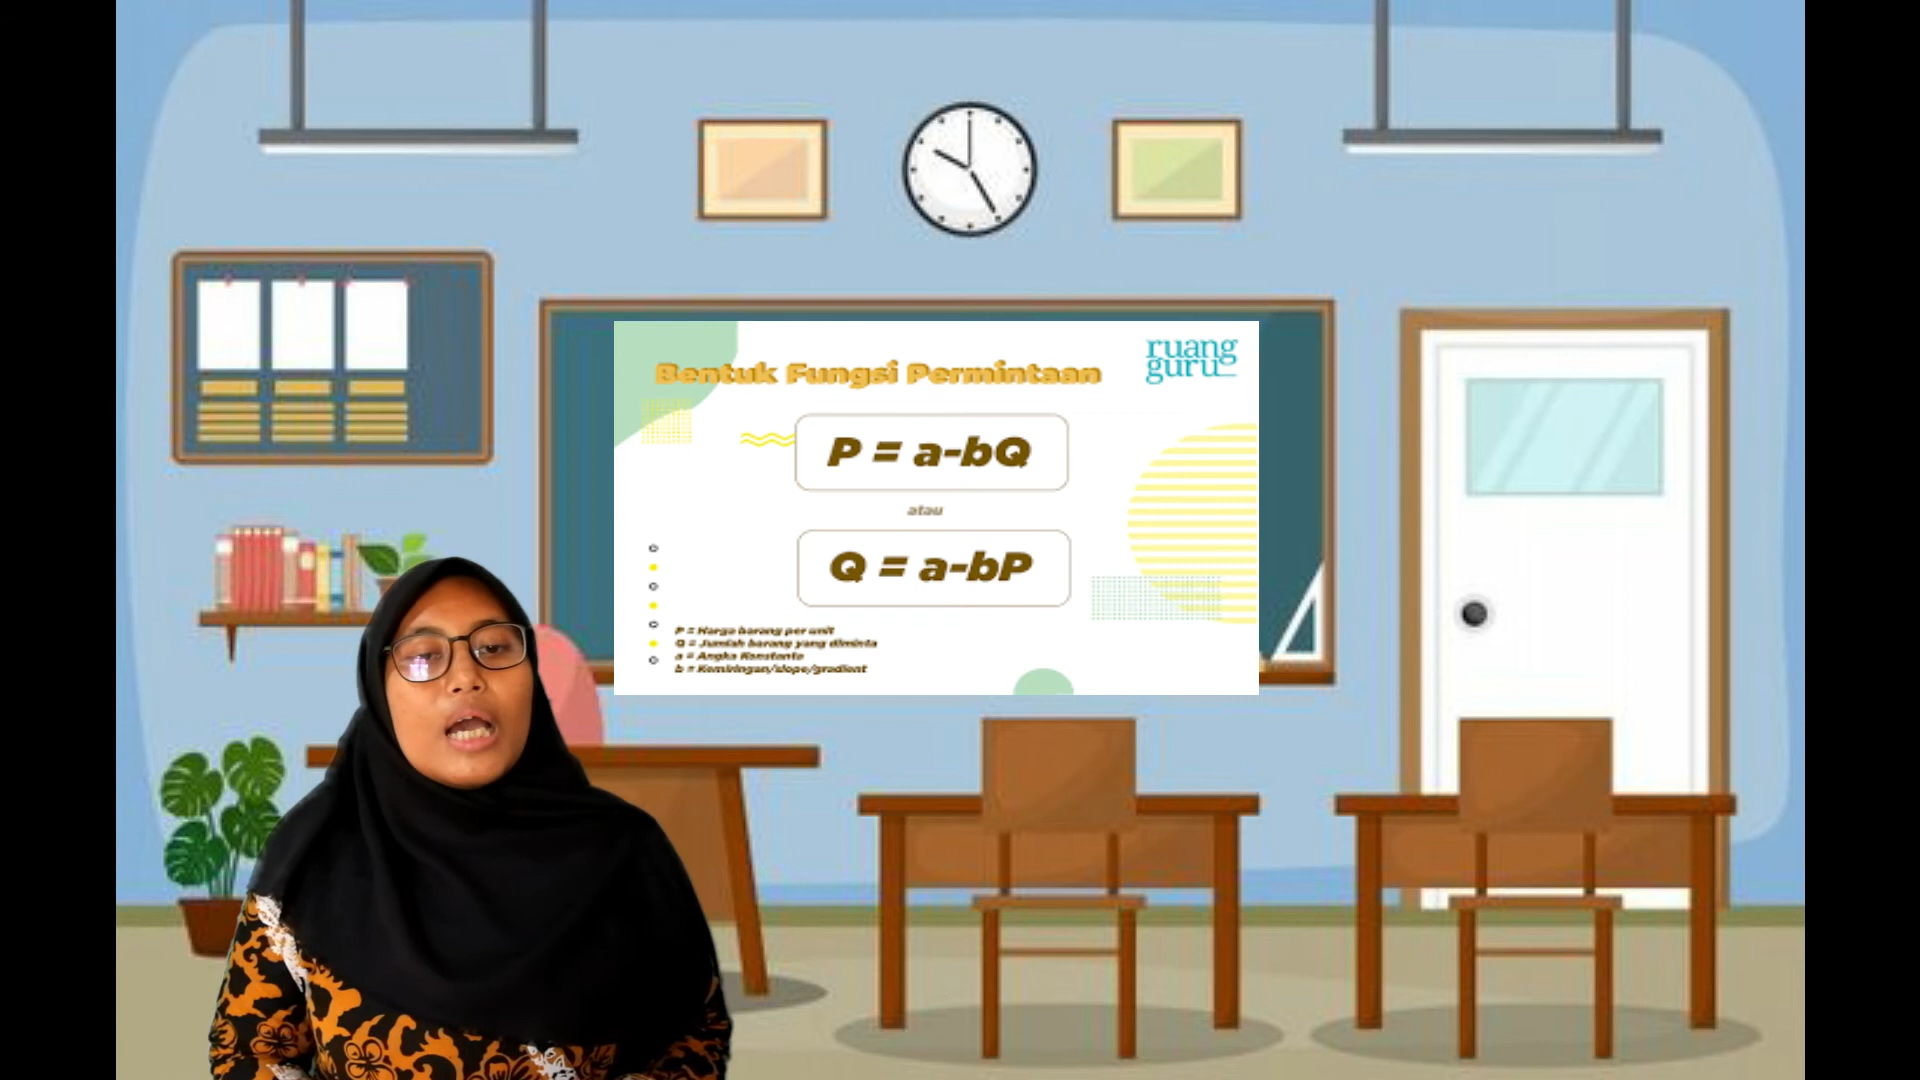 ruang
guru
Bentuk Fungsi Permintaan
P = a-bQ
atau
Q = a-bP
P = Harga barang per unit
Q = Jumlah barang yang diminta
a = Angka Konstanta
b = Kemiringan/slope/gradient